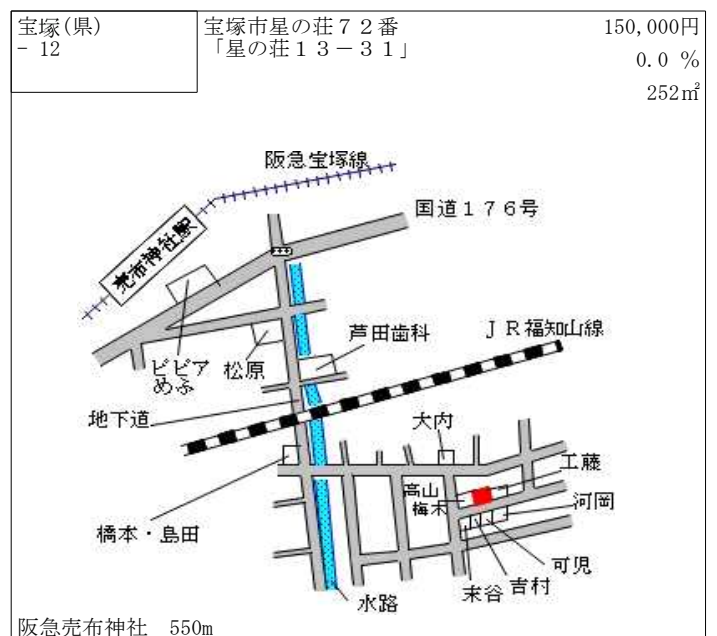 宝塚(県)
－ 12
宝塚市星の荘７２番
「星の荘１３－３１」
150,000円
0.0 %
252㎡
阪急宝塚線
国道１７６号
売布神社駅
ＪＲ福知山線
芦田歯科
ビビア
めふ
松原
地下道
大内
工藤
高山
梅木
河岡
橋本・島田
可児
吉村
末谷
水路
阪急売布神社　550m